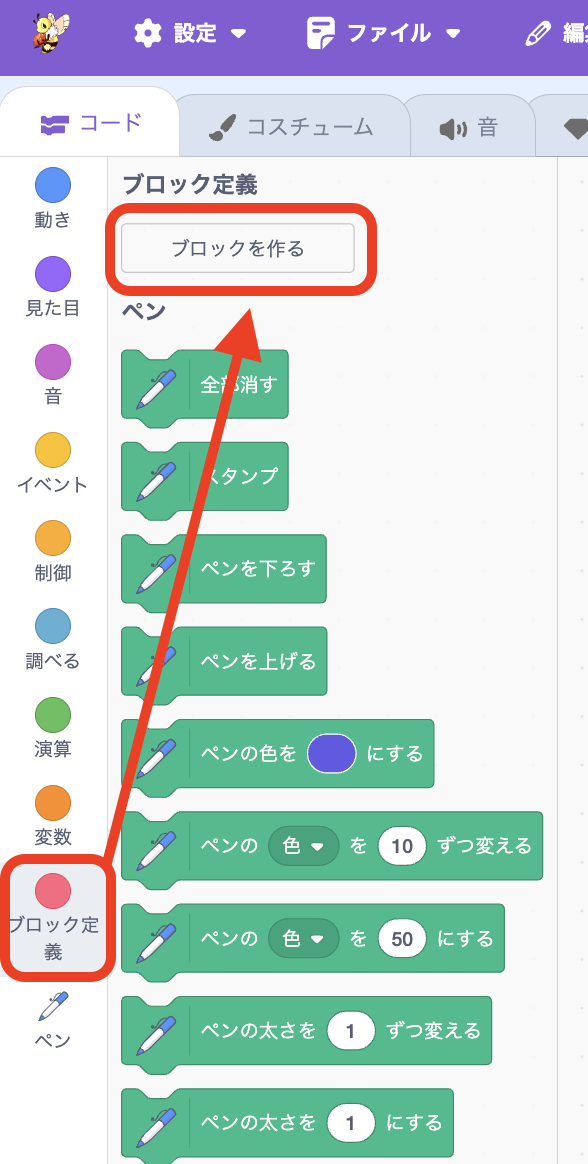 設定
ファイル
編
コード
コスチューム
音
動き
見た目
音
イベント
制御
調べる
演算
変数
ブロック定
義
ペン
ブロック定義
ブロックを作る
ペン
全部消す
スタンプ
ペンを下ろす
ペンを上げる
ペンの色を にする
ペンの 色 を 10 ずつ変える
ペンの 色 を 50 にする
ペンの太さを 1 ずつ変える
ペンの太さを 1 にする